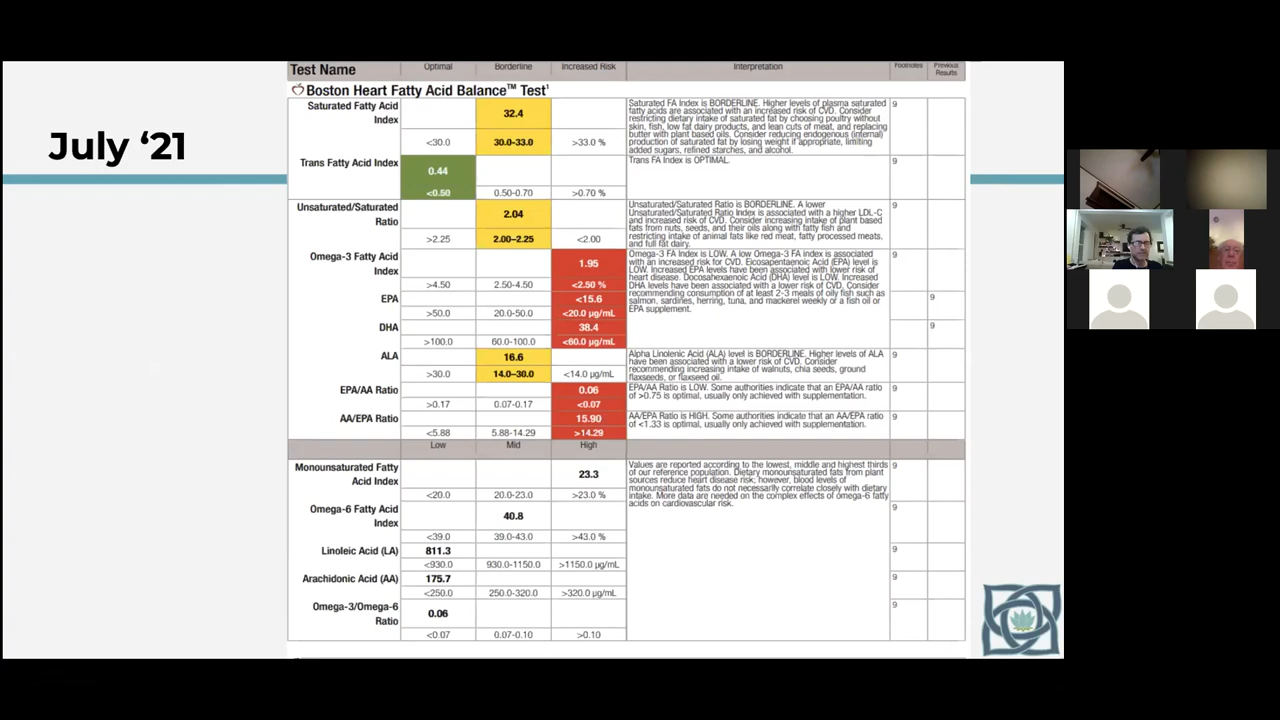 July ‘21
Test Name Optimal Borderline Increased Risk Interpretation Footnotes Previous Results
Boston Heart Fatty Acid Balance™ Test¹
Saturated Fatty Acid Index
32.4
<30.0 30.0-33.0 >33.0 %
Saturated FA Index is BORDERLINE. Higher levels of plasma saturated
fatty acids are associated with an increased risk of CVD. Consider
restricting dietary intake of saturated fat by choosing poultry without
skin, fish, low fat dairy products, and lean cuts of meat, and replacing
butter with plant based oils. Consider reducing endogenous (internal)
production of saturated fat by losing weight if appropriate, limiting
added sugars, refined starches, and alcohol.
9
Trans Fatty Acid Index
0.44
<0.50 0.50-0.70 >0.70 %
Trans FA Index is OPTIMAL.
9
Unsaturated/Saturated Ratio
2.04
>2.25 2.00–2.25 <2.00
Unsaturated/Saturated Ratio is BORDERLINE. A lower
Unsaturated/Saturated Ratio Index is associated with a higher LDL-C
and increased risk of CVD. Consider increasing intake of plant based
fats from nuts, seeds, and their oils along with fatty fish and
restricting intake of animal fats like red meat, fatty processed meats,
and full fat dairy.
9
Omega-3 Fatty Acid Index
1.95
>4.50 2.50-4.50 <2.50 %
Omega-3 FA Index is LOW. A low Omega-3 FA index is associated
with an increased risk for CVD. Eicosapentaenoic Acid (EPA) level is
LOW. Increased EPA levels have been associated with lower risk of
heart disease. Docosahexaenoic Acid (DHA) level is LOW. Increased
DHA levels have been associated with a lower risk of CVD. Consider
recommending consumption of at least 2-3 meals of oily fish such as
salmon, sardines, herring, tuna, and mackerel weekly or a fish oil or
EPA supplement.
9
EPA
<15.6
>50.0 20.0-50.0 <20.0 µg/mL
9
DHA
38.4
>100.0 60.0-100.0 <60.0 µg/mL
9
ALA
16.6
>30.0 14.0–30.0 <14.0 µg/mL
Alpha Linolenic Acid (ALA) level is BORDERLINE. Higher levels of ALA
have been associated with a lower risk of CVD. Consider
recommending increasing intake of walnuts, chia seeds, ground
flaxseeds, or flaxseed oil.
9
EPA/AA Ratio
0.06
>0.17 0.07-0.17 <0.07
EPA/AA Ratio is LOW. Some authorities indicate that an EPA/AA ratio
of >0.75 is optimal, usually only achieved with supplementation.
9
AA/EPA Ratio
15.90
<5.88 5.88-14.29 >14.29
AA/EPA Ratio is HIGH. Some authorities indicate that an AA/EPA ratio
of <1.33 is optimal, usually only achieved with supplementation.
9
Low Mid High
Monounsaturated Fatty Acid Index
23.3
<20.0 20.0-23.0 >23.0 %
Values are reported according to the lowest, middle and highest thirds
of our reference population. Dietary monounsaturated fats from plant
sources reduce heart disease risk; however, blood levels of
monounsaturated fats do not necessarily correlate closely with dietary
intake. More data are needed on the complex effects of omega-6 fatty
acids on cardiovascular risk.
9
Omega-6 Fatty Acid Index
40.8
<39.0 39.0-43.0 >43.0 %
9
Linoleic Acid (LA)
811.3
<930.0 930.0-1150.0 >1150.0 µg/mL
9
Arachidonic Acid (AA)
175.7
<250.0 250.0-320.0 >320.0 µg/mL
9
Omega-3/Omega-6 Ratio
0.06
<0.07 0.07-0.10 >0.10
9